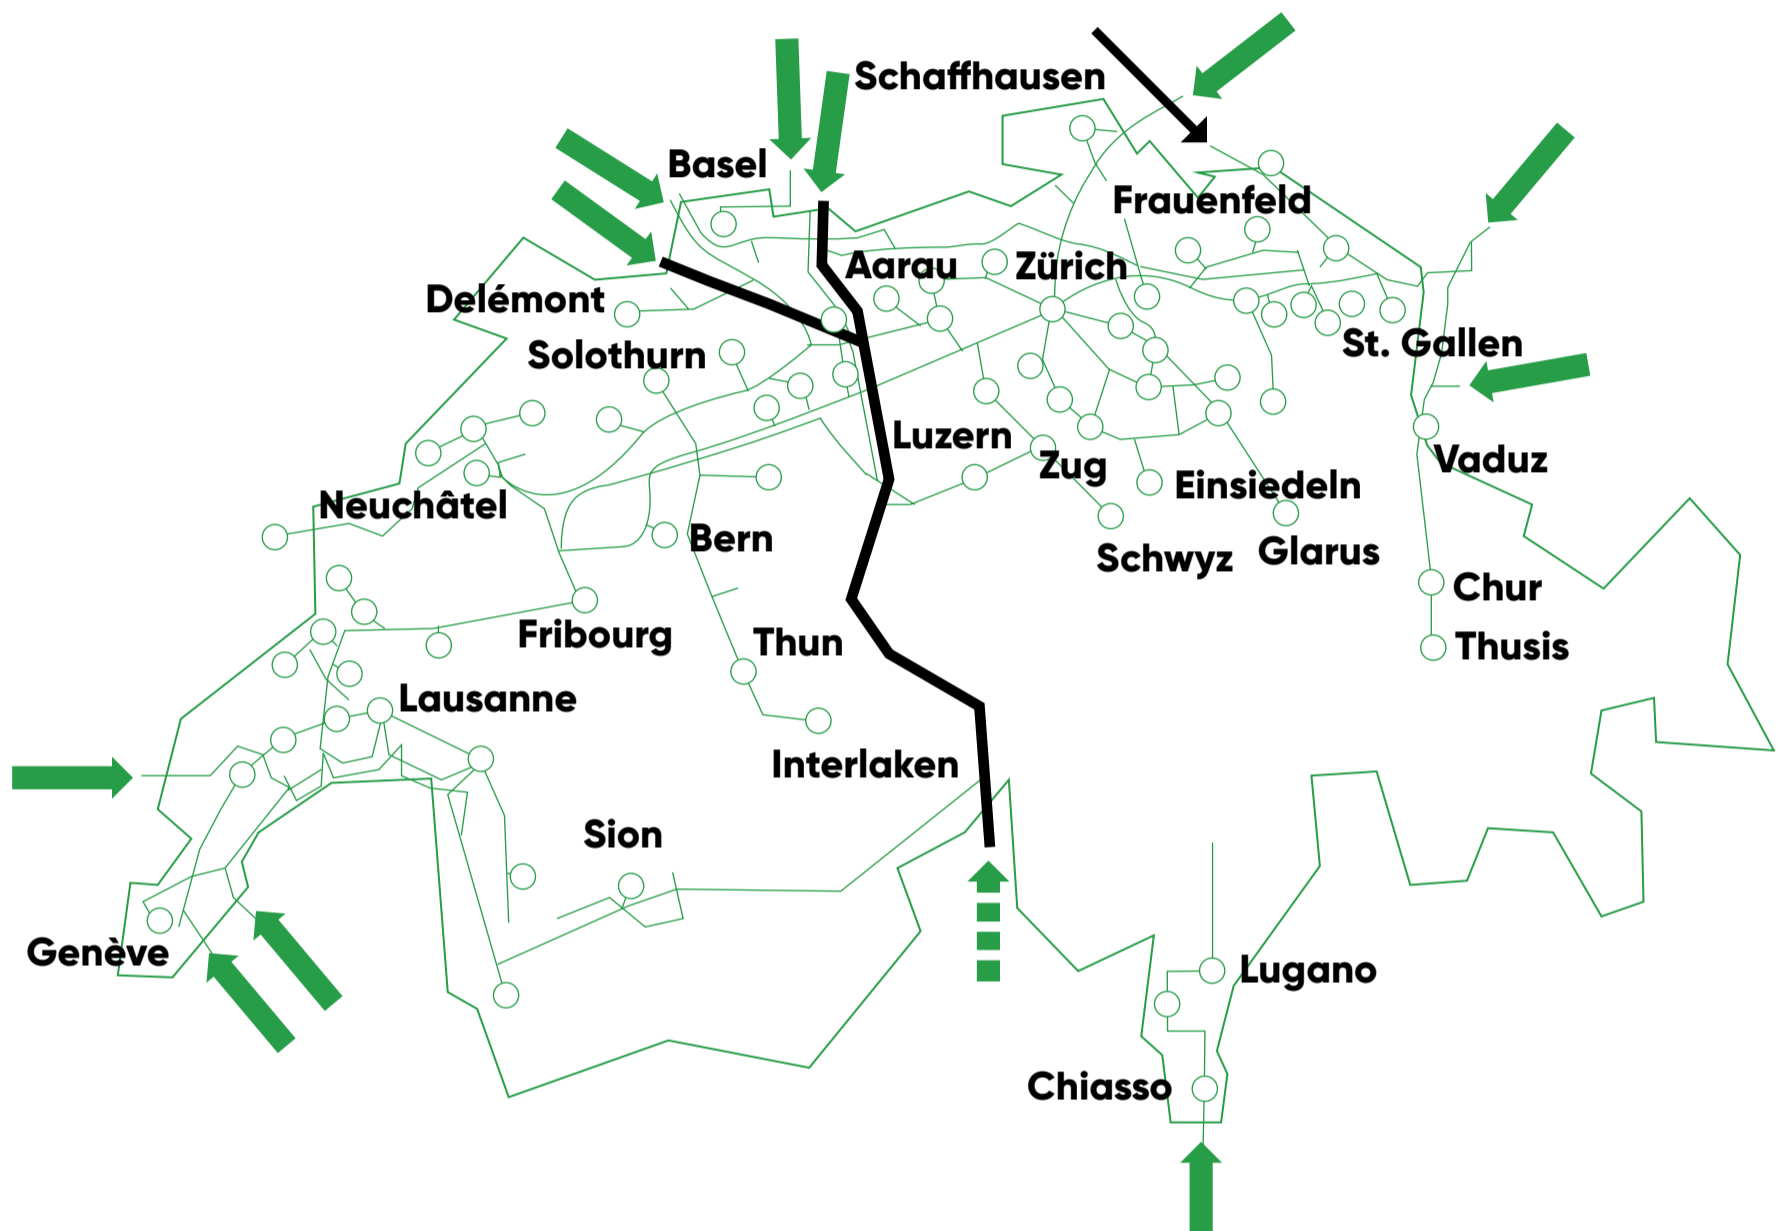 Schaffhausen
Basel
Frauenfeld
Aarau
Zürich
Delémont
Solothurn
St. Gallen
Luzern
Zug
Vaduz
Neuchâtel
Einsiedeln
Bern
Schwyz
Glarus
Chur
Fribourg
Thun
Thusis
Lausanne
Interlaken
Sion
Genève
Lugano
Chiasso